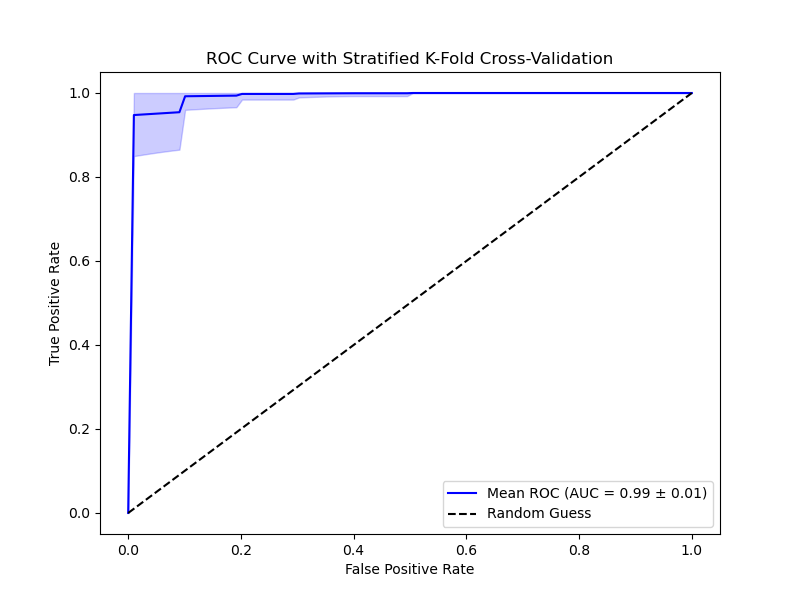 ROC Curve with Stratified K-Fold Cross-Validation
1.0
0.8
0.6
0.4
0.2
0.0
True Positive Rate
Mean ROC (AUC = 0.99 ± 0.01)
Random Guess
0.0 0.2 0.4 0.6 0.8 1.0
False Positive Rate